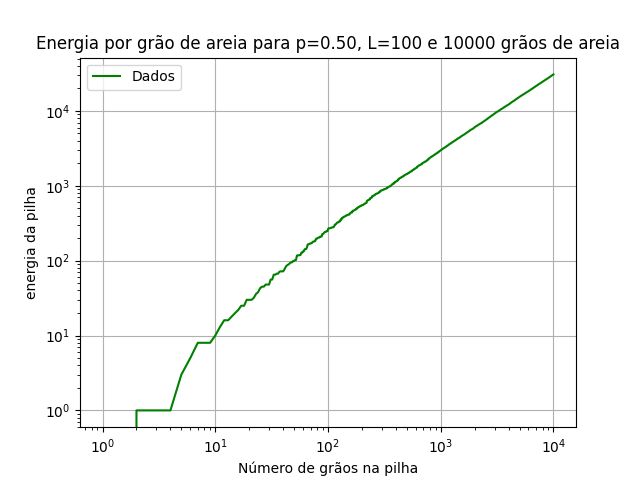 Energia por grão de areia para p=0.50, L=100 e 10000 grãos de areia
Dados
energia da pilha
10^4
10^3
10^2
10^1
10^0
10^0 10^1 10^2 10^3 10^4
Número de grãos na pilha